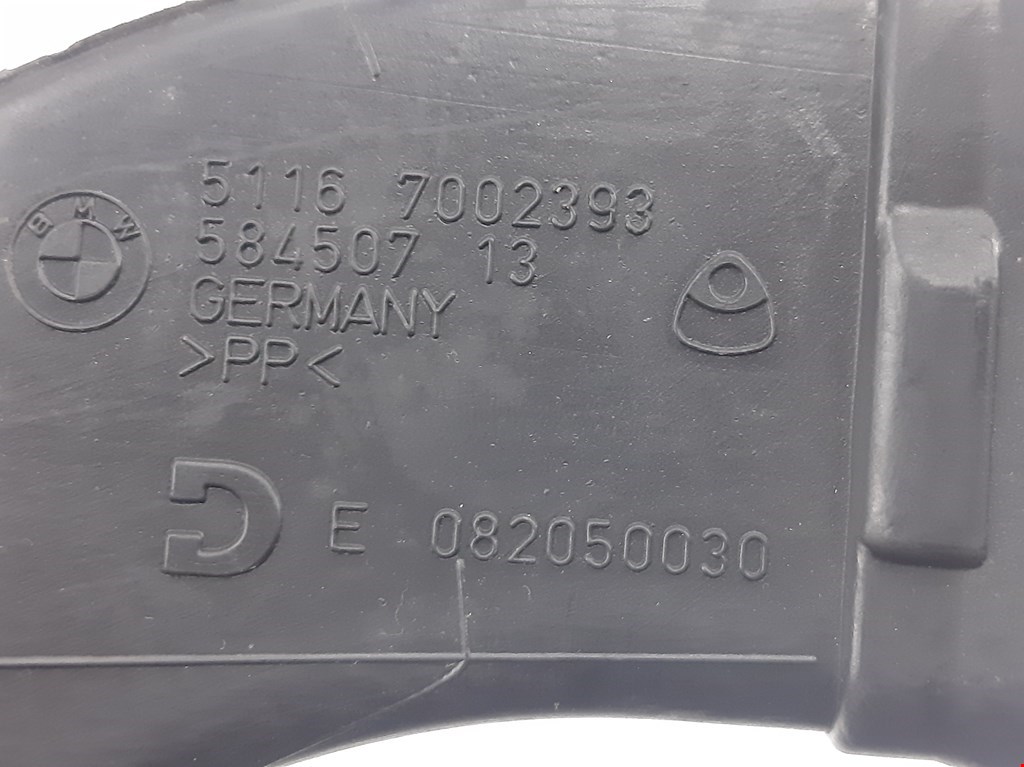 BMW
5116 7002393
584507 13
GERMANY
>PP<
D E 082050030